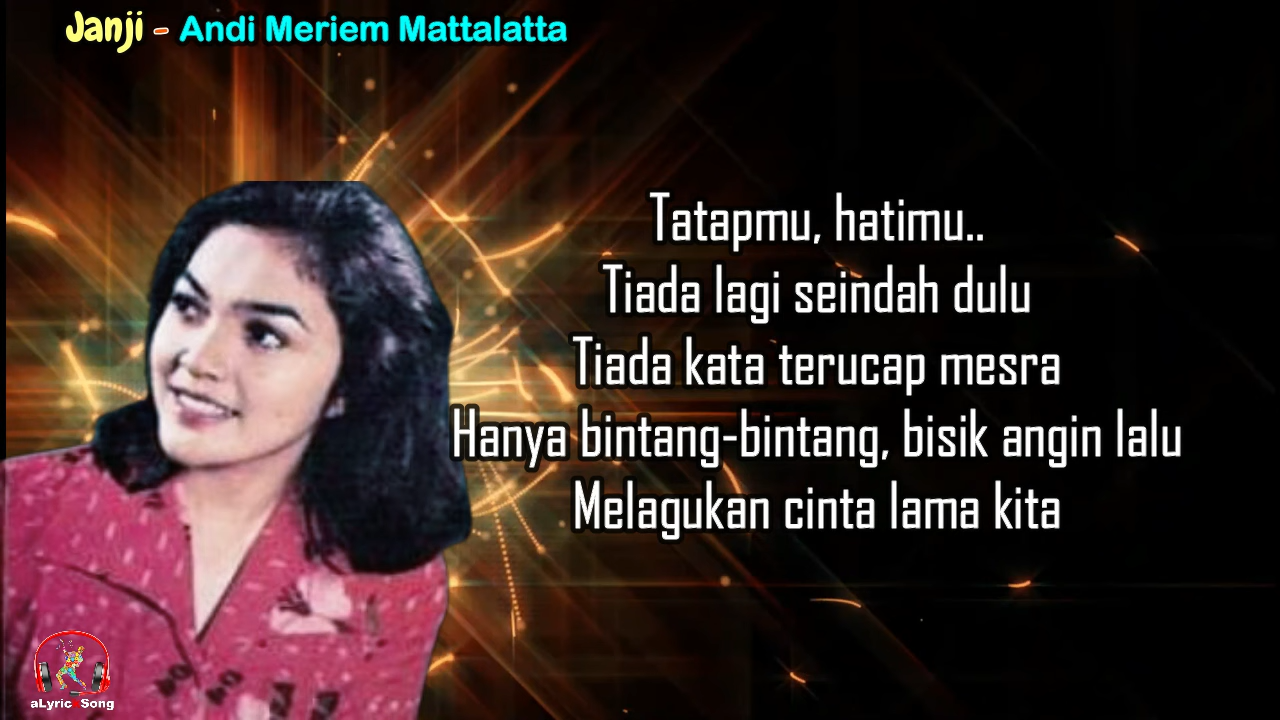 Janji - Andi Meriem Mattalatta
Tatapmu, hatimu..
Tiada lagi seindah dulu
Tiada kata terucap mesra
Hanya bintang-bintang, bisik angin lalu
Melagukan cinta lama kita
aLyric Song